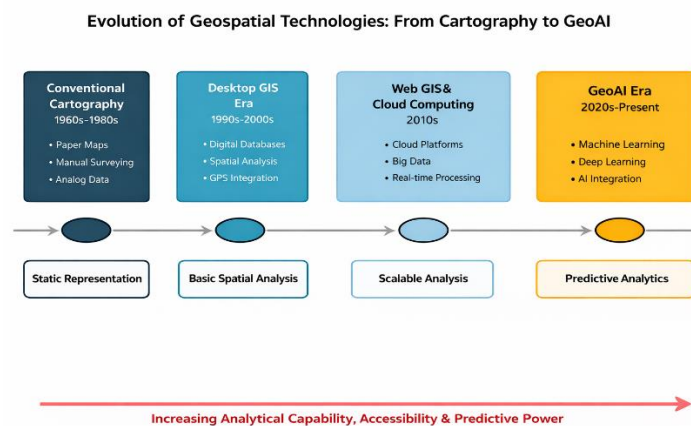 Evolution of Geospatial Technologies: From Cartography to GeoAI
Conventional
Cartography
1960s-1980s
• Paper Maps
• Manual Surveying
• Analog Data
Desktop GIS
Era
1990s-2000s
• Digital Databases
• Spatial Analysis
• GPS Integration
Web GIS&
Cloud Computing
2010s
• Cloud Platforms
• Big Data
• Real-time Processing
GeoAI Era
2020s-Present
• Machine Learning
• Deep Learning
• AI Integration
Static Representation
Basic Spatial Analysis
Scalable Analysis
Predictive Analytics
Increasing Analytical Capability, Accessibility & Predictive Power